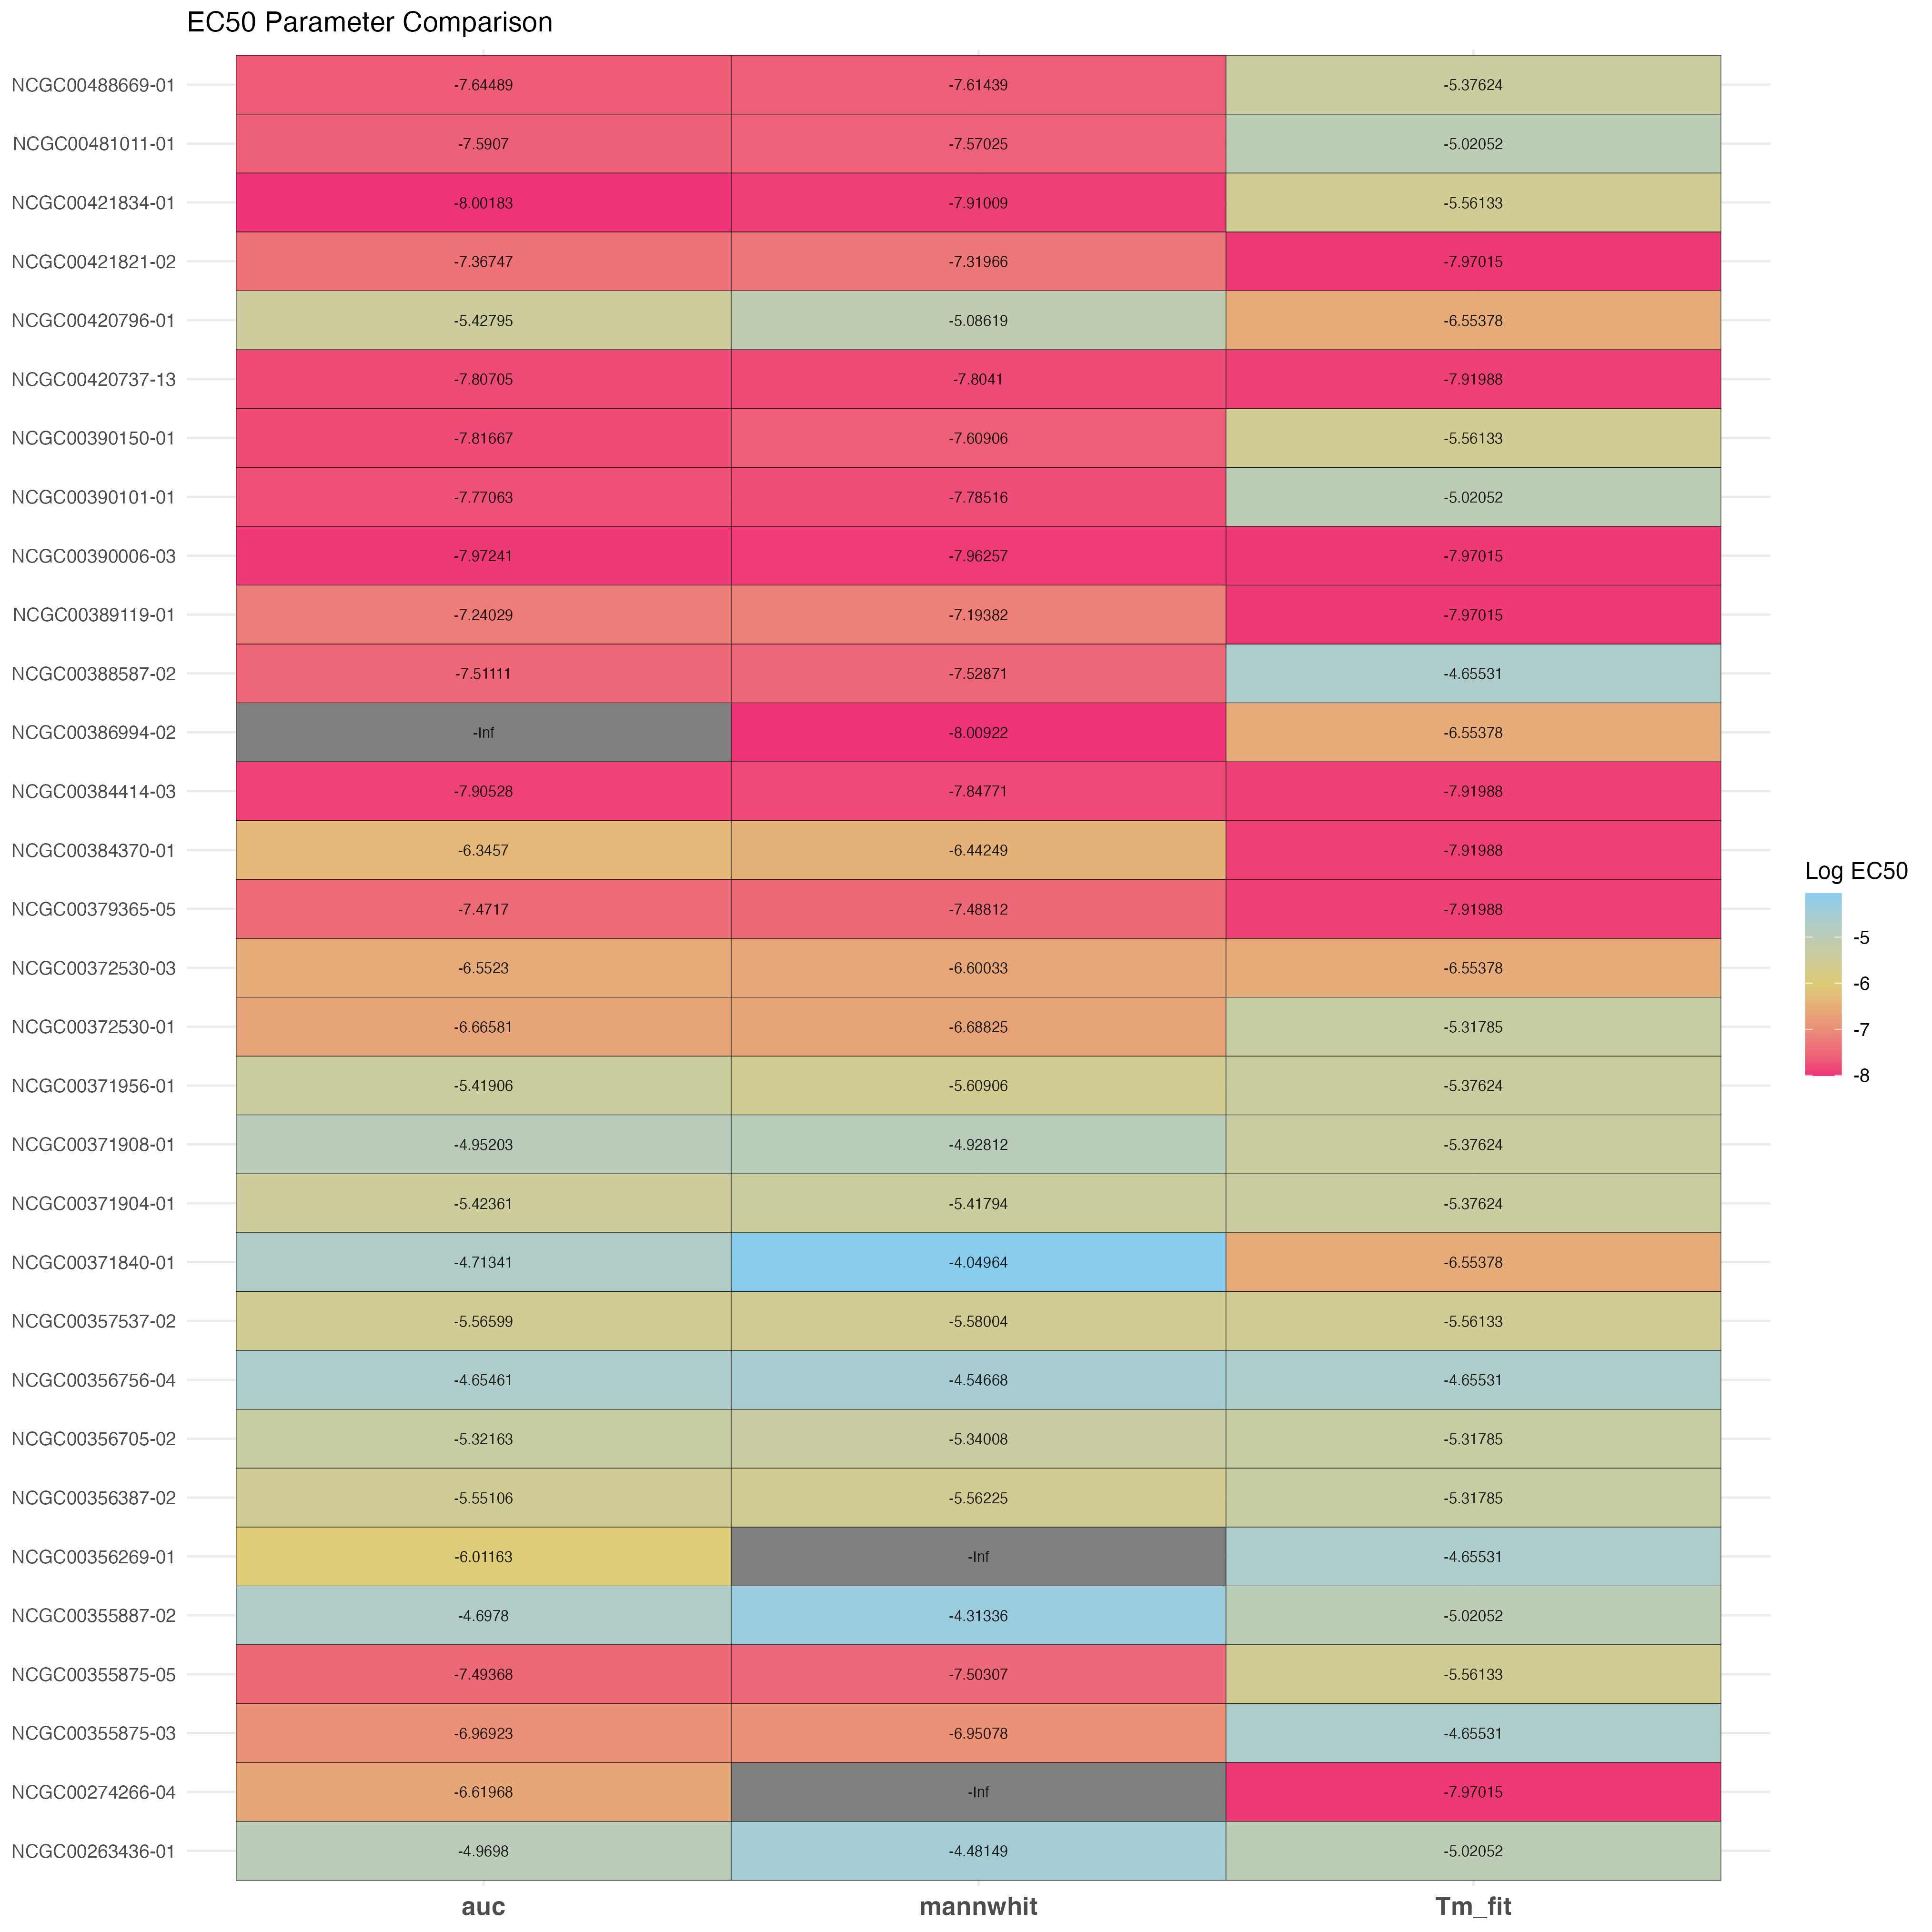 EC50 Parameter Comparison
NCGC00488669-01 -7.64489 -7.61439 -5.37624
NCGC00481011-01 -7.5907 -7.57025 -5.02052
NCGC00421834-01 -8.00183 -7.91009 -5.56133
NCGC00421821-02 -7.36747 -7.31966 -7.97015
NCGC00420796-01 -5.42795 -5.08619 -6.55378
NCGC00420737-13 -7.80705 -7.8041 -7.91988
NCGC00390150-01 -7.81667 -7.60906 -5.56133
NCGC00390101-01 -7.77063 -7.78516 -5.02052
NCGC00390006-03 -7.97241 -7.96257 -7.97015
NCGC00389119-01 -7.24029 -7.19382 -7.97015
NCGC00388587-02 -7.51111 -7.52871 -4.65531
NCGC00386994-02 -Inf -8.00922 -6.55378
NCGC00384414-03 -7.90528 -7.84771 -7.91988
NCGC00384370-01 -6.3457 -6.44249 -7.91988
NCGC00379365-05 -7.4717 -7.48812 -7.91988
NCGC00372530-03 -6.5523 -6.60033 -6.55378
NCGC00372530-01 -6.66581 -6.68825 -5.31785
NCGC00371956-01 -5.41906 -5.60906 -5.37624
NCGC00371908-01 -4.95203 -4.92812 -5.37624
NCGC00371904-01 -5.42361 -5.41794 -5.37624
NCGC00371840-01 -4.71341 -4.04964 -6.55378
NCGC00357537-02 -5.56599 -5.58004 -5.56133
NCGC00356756-04 -4.65461 -4.54668 -4.65531
NCGC00356705-02 -5.32163 -5.34008 -5.31785
NCGC00356387-02 -5.55106 -5.56225 -5.31785
NCGC00356269-01 -6.01163 -Inf -4.65531
NCGC00355887-02 -4.6978 -4.31336 -5.02052
NCGC00355875-05 -7.49368 -7.50307 -5.56133
NCGC00355875-03 -6.96923 -6.95078 -4.65531
NCGC00274266-04 -6.61968 -Inf -7.97015
NCGC00263436-01 -4.9698 -4.48149 -5.02052
auc mannwhit Tm_fit
Log EC50
-5
-6
-7
-8